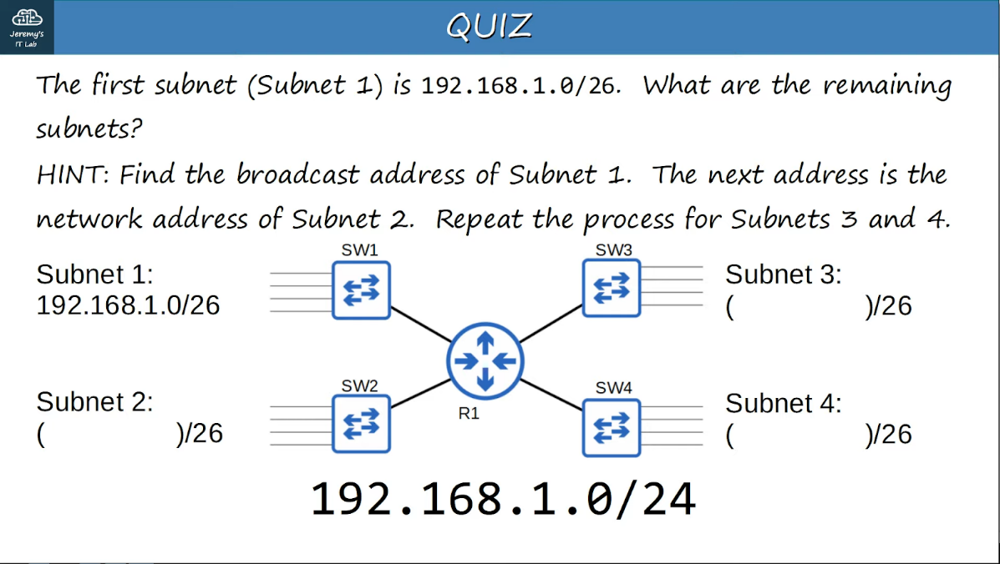 Jeremy's
IT Lab
QUIZ
The first subnet (Subnet 1) is 192.168.1.0/26. What are the remaining
subnets?
HINT: Find the broadcast address of Subnet 1. The next address is the
network address of Subnet 2. Repeat the process for Subnets 3 and 4.
SW1
SW3
Subnet 1:
192.168.1.0/26
Subnet 3:
( )/26
SW2
SW4
R1
Subnet 2:
( )/26
Subnet 4:
( )/26
192.168.1.0/24